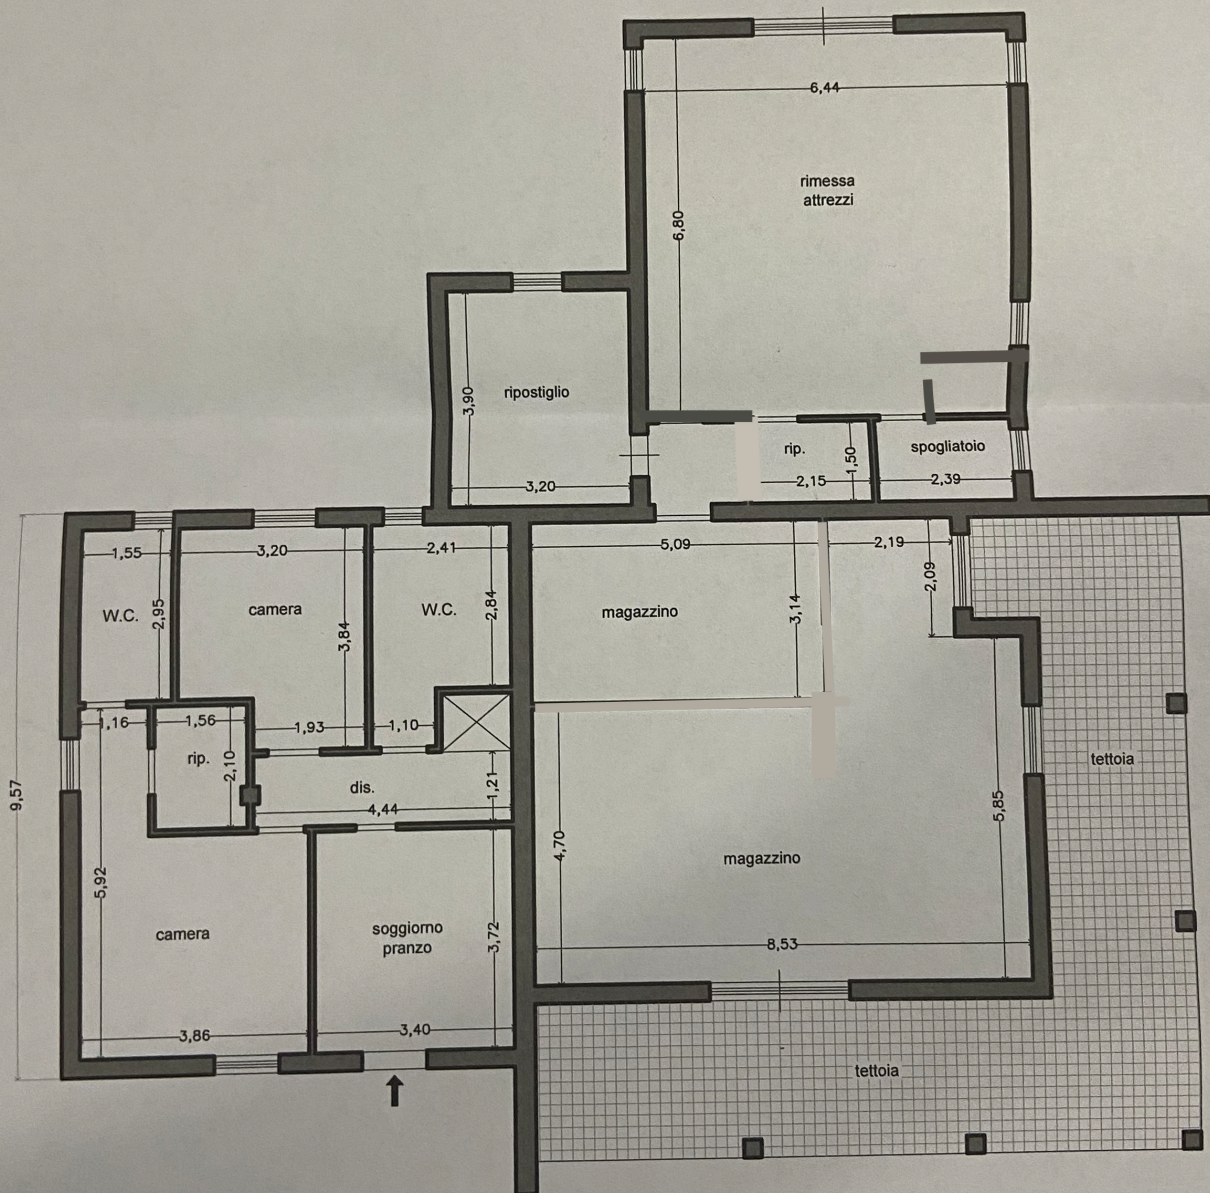 6,44
rimessa
attrezzi
6,80
ripostiglio
3,90
3,20
rip.
1,50
2,15
spogliatoio
2,39
1,55
3,20
2,41
5,09
2,19
W.C.
2,95
camera
3,84
W.C.
2,84
magazzino
3,14
2,09
1,16
1,56
1,93
1,10
rip.
2,10
dis.
4,44
1,21
9,57
tettoia
5,85
4,70
magazzino
5,92
camera
soggiorno
pranzo
3,72
8,53
3,86
3,40
tettoia